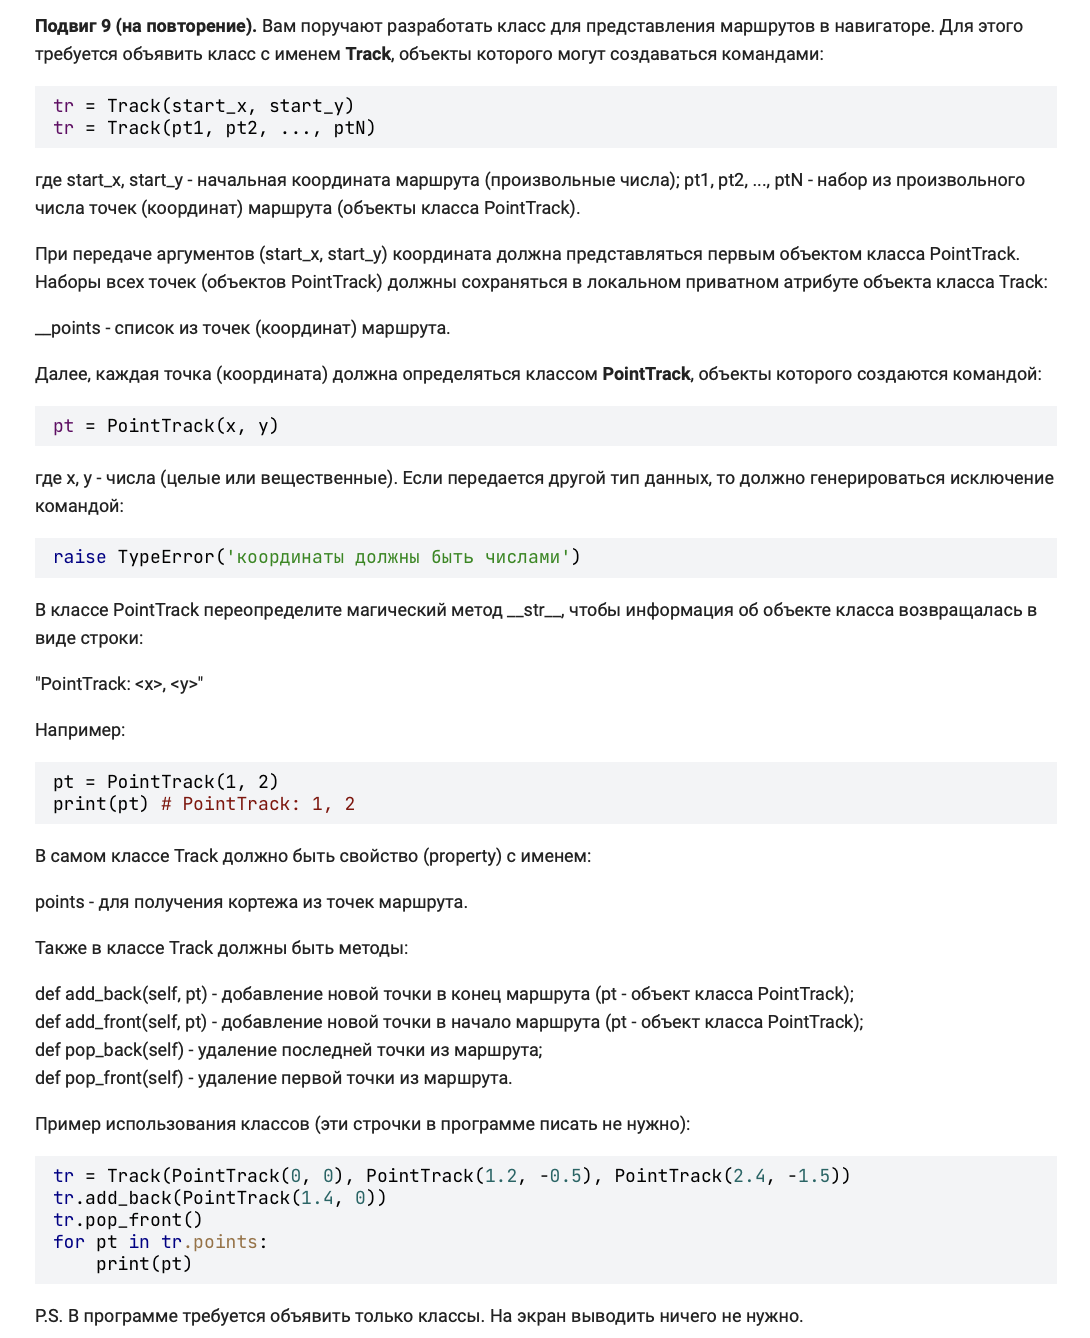 Подвиг 9 (на повторение). Вам поручают разработать класс для представления маршрутов в навигаторе. Для этого
требуется объявить класс с именем Track, объекты которого могут создаваться командами:
tr = Track(start_x, start_y)
tr = Track(pt1, pt2, ..., ptN)
где start_x, start_y - начальная координата маршрута (произвольные числа); pt1, pt2, ..., ptN - набор из произвольного
числа точек (координат) маршрута (объекты класса PointTrack).
При передаче аргументов (start_x, start_y) координата должна представляться первым объектом класса PointTrack.
Наборы всех точек (объектов PointTrack) должны сохраняться в локальном приватном атрибуте объекта класса Track:
__points - список из точек (координат) маршрута.
Далее, каждая точка (координата) должна определяться классом PointTrack, объекты которого создаются командой:
pt = PointTrack(x, y)
где x, y - числа (целые или вещественные). Если передается другой тип данных, то должно генерироваться исключение
командой:
raise TypeError('координаты должны быть числами')
В классе PointTrack переопределите магический метод __str__, чтобы информация об объекте класса возвращалась в
виде строки:
"PointTrack: <x>, <y>"
Например:
pt = PointTrack(1, 2)
print(pt) # PointTrack: 1, 2
В самом классе Track должно быть свойство (property) с именем:
points - для получения кортежа из точек маршрута.
Также в классе Track должны быть методы:
def add_back(self, pt) - добавление новой точки в конец маршрута (pt - объект класса PointTrack);
def add_front(self, pt) - добавление новой точки в начало маршрута (pt - объект класса PointTrack);
def pop_back(self) - удаление последней точки из маршрута;
def pop_front(self) - удаление первой точки из маршрута.
Пример использования классов (эти строчки в программе писать не нужно):
tr = Track(PointTrack(0, 0), PointTrack(1.2, -0.5), PointTrack(2.4, -1.5))
tr.add_back(PointTrack(1.4, 0))
tr.pop_front()
for pt in tr.points:
    print(pt)
P.S. В программе требуется объявить только классы. На экран выводить ничего не нужно.